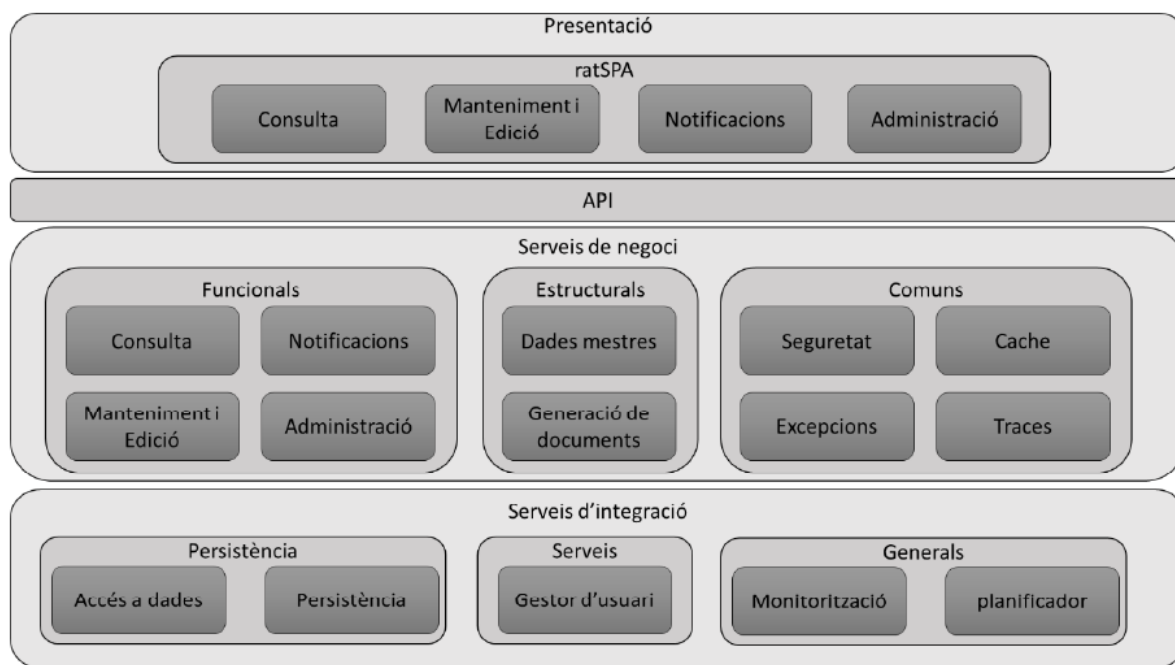 Presentació
ratSPA
Consulta
Manteniment i
Edició
Notificacions
Administració
API
Serveis de negoci
Funcionals
Consulta
Notificacions
Manteniment i
Edició
Administració
Estructurals
Dades mestres
Generació de
documents
Comuns
Seguretat
Cache
Excepcions
Traces
Serveis d'integració
Persistència
Accés a dades
Persistència
Serveis
Gestor d'usuari
Generals
Monitorització
planificador